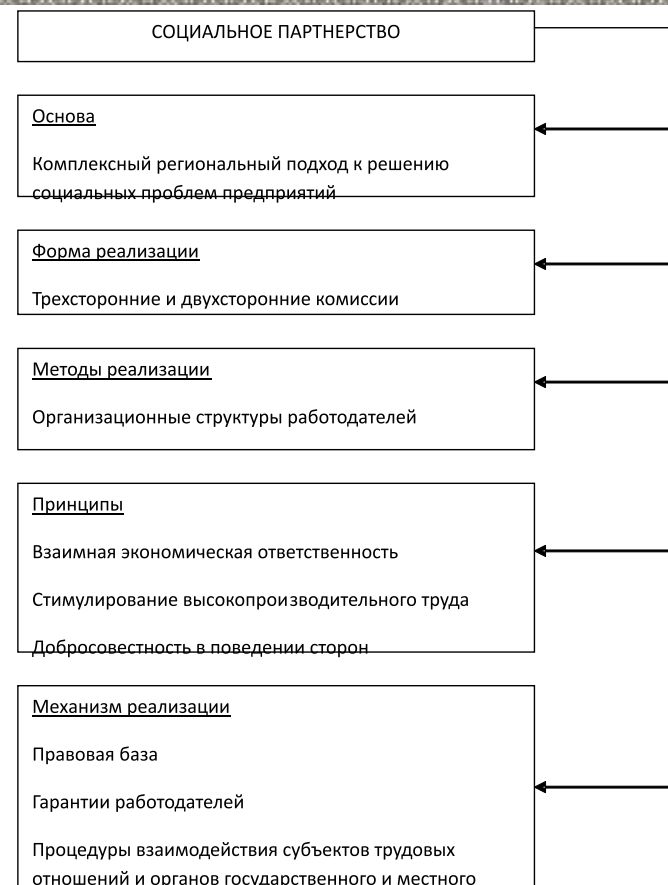 СОЦИАЛЬНОЕ ПАРТНЕРСТВО
Основа
Комплексный региональный подход к решению
социальных проблем предприятий
Форма реализации
Трехсторонние и двухсторонние комиссии
Методы реализации
Организационные структуры работодателей
Принципы
Взаимная экономическая ответственность
Стимулирование высокопроизводительного труда
Добросовестность в поведении сторон
Механизм реализации
Правовая база
Гарантии работодателей
Процедуры взаимодействия субъектов трудовых
отношений и органов государственного и местного